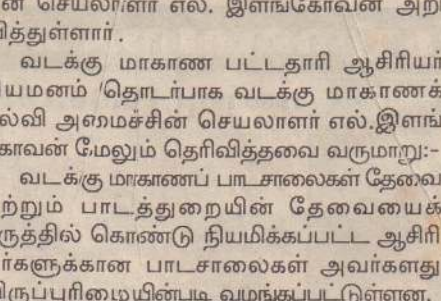 ன் செயலாளர் எல். இளங்கோவன் அறி
வித்துள்ளார்.
வடக்கு மாகாண பட்டதாரி ஆசிரியர்
நியமனம் தொடர்பாக வடக்கு மாகாணக்
கல்வி அமைச்சின் செயலாளர் எல்.இளங்
கோவன் மேலும் தெரிவித்தவை வருமாறு:-
வடக்கு மாகாணப் பாடசாலைகள் தேவை
மற்றும் பாடத்துறையின் தேவையைக்
கருத்தில் கொண்டு நியமிக்கப்பட்ட ஆசிரி
யர்களுக்கான பாடசாலைகள் அவர்களது
விருப்புரிமையின்படி வழங்கப்பட்டுள்ளன.